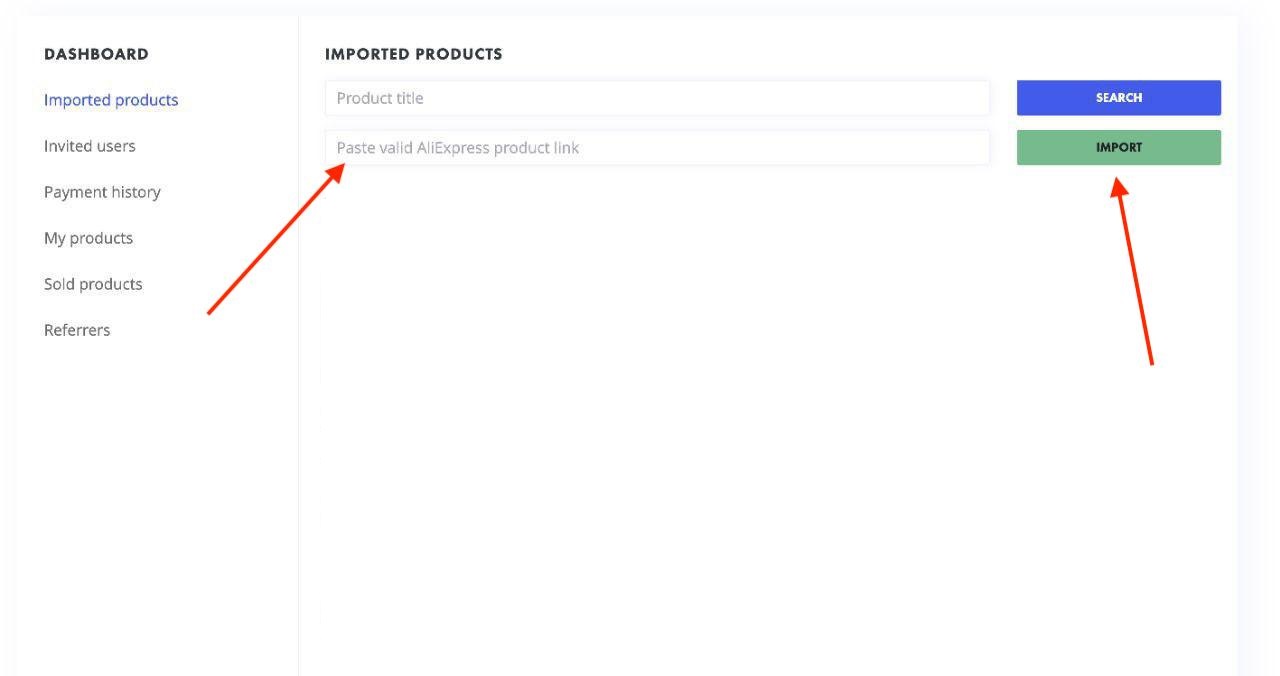 DASHBOARD
Imported products
Invited users
Payment history
My products
Sold products
Referrers
IMPORTED PRODUCTS
Product title
SEARCH
Paste valid AliExpress product link
IMPORT